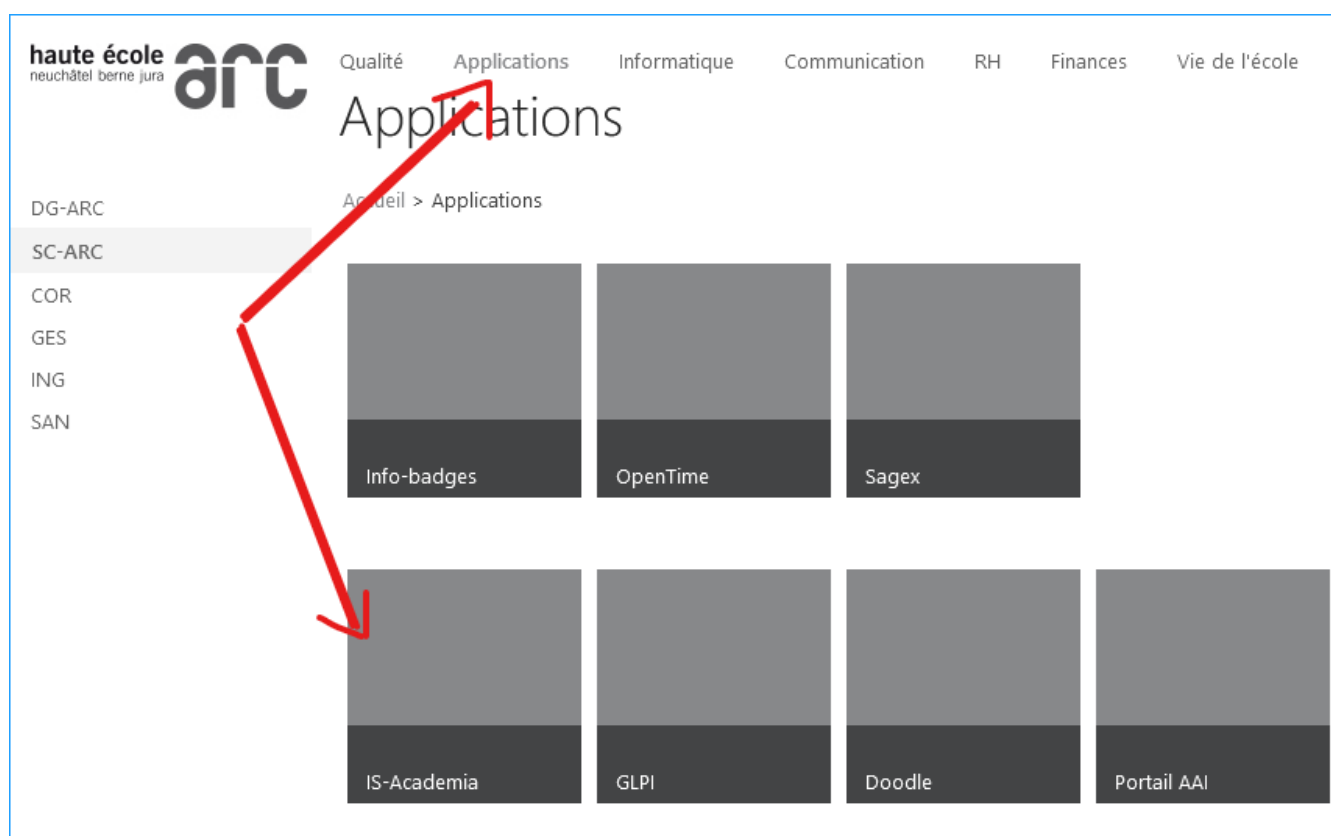 haute école
neuchâtel berne jura
arc
Qualité Applications Informatique Communication RH Finances Vie de l'école
Applications
Accueil > Applications
DG-ARC
SC-ARC
COR
GES
ING
SAN
Info-badges OpenTime Sagex
IS-Academia GLPI Doodle Portail AAI